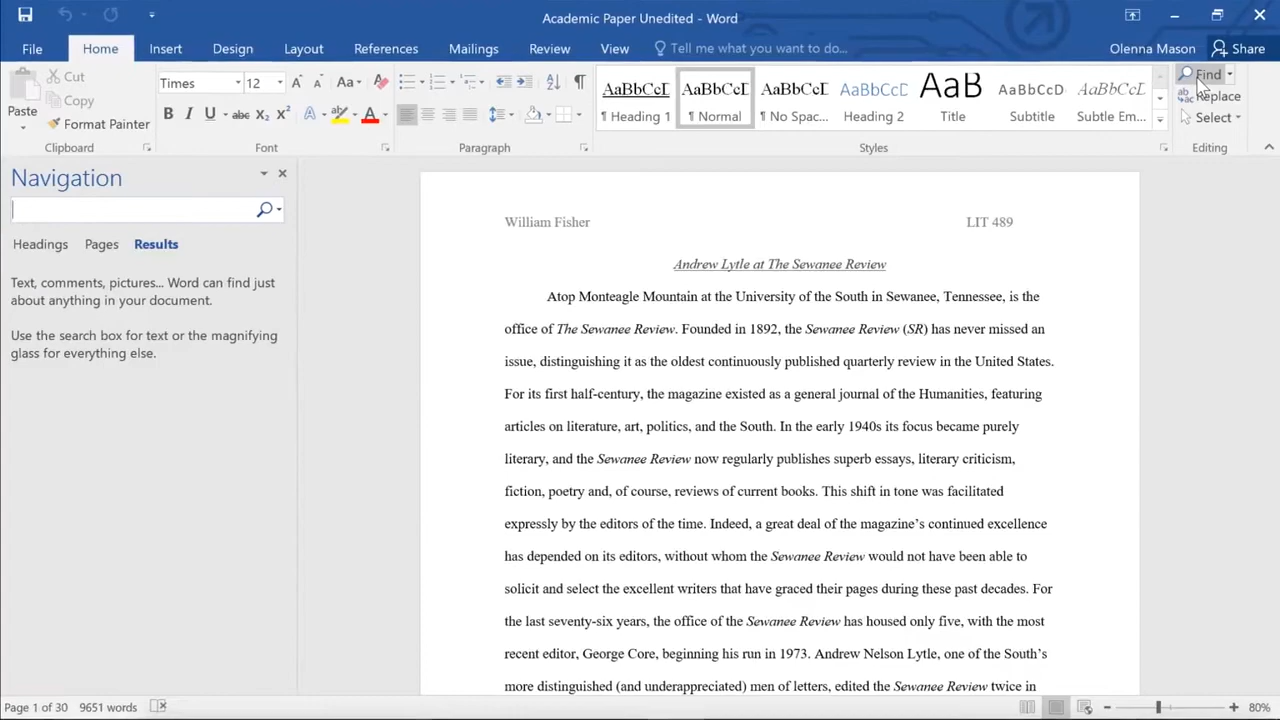 Academic Paper Unedited - Word
File Home Insert Design Layout References Mailings Review View Tell me what you want to do... Olenna Mason Share
Paste Cut Copy Format Painter Clipboard
Times 12 Aa B I U abc X₂ X² A A Font
Paragraph
AaBbCcI ¶ Heading 1 AaBbCcI ¶ Normal AaBbCcI ¶ No Spac... AaBbCcDc Heading 2 AaB Title AaBbCcD Subtitle AaBbCcDc Subtle Em... Styles
Find Replace Select Editing
Navigation
Headings Pages Results
Text, comments, pictures... Word can find just
about anything in your document.
Use the search box for text or the magnifying
glass for everything else.
William Fisher LIT 489
Andrew Lytle at The Sewanee Review
Atop Monteagle Mountain at the University of the South in Sewanee, Tennessee, is the
office of The Sewanee Review. Founded in 1892, the Sewanee Review (SR) has never missed an
issue, distinguishing it as the oldest continuously published quarterly review in the United States.
For its first half-century, the magazine existed as a general journal of the Humanities, featuring
articles on literature, art, politics, and the South. In the early 1940s its focus became purely
literary, and the Sewanee Review now regularly publishes superb essays, literary criticism,
fiction, poetry and, of course, reviews of current books. This shift in tone was facilitated
expressly by the editors of the time. Indeed, a great deal of the magazine’s continued excellence
has depended on its editors, without whom the Sewanee Review would not have been able to
solicit and select the excellent writers that have graced their pages during these past decades. For
the last seventy-six years, the office of the Sewanee Review has housed only five, with the most
recent editor, George Core, beginning his run in 1973. Andrew Nelson Lytle, one of the South’s
more distinguished (and underappreciated) men of letters, edited the Sewanee Review twice in
Page 1 of 30 9651 words 80%